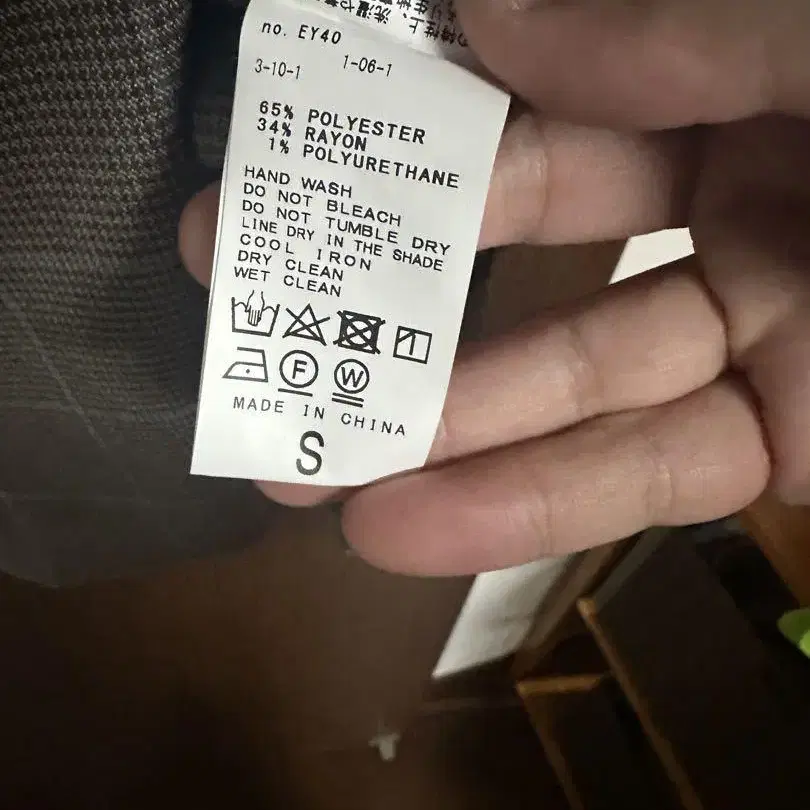 no. EY40
1-06-1
3-10-1
65% POLYESTER
34% RAYON
1% POLYURETHANE
HAND WASH
DO NOT BLEACH
DO NOT TUMBLE DRY
LINE DRY IN THE SHADE
COOL IRON
DRY CLEAN
WET CLEAN
F W
MADE IN CHINA
S